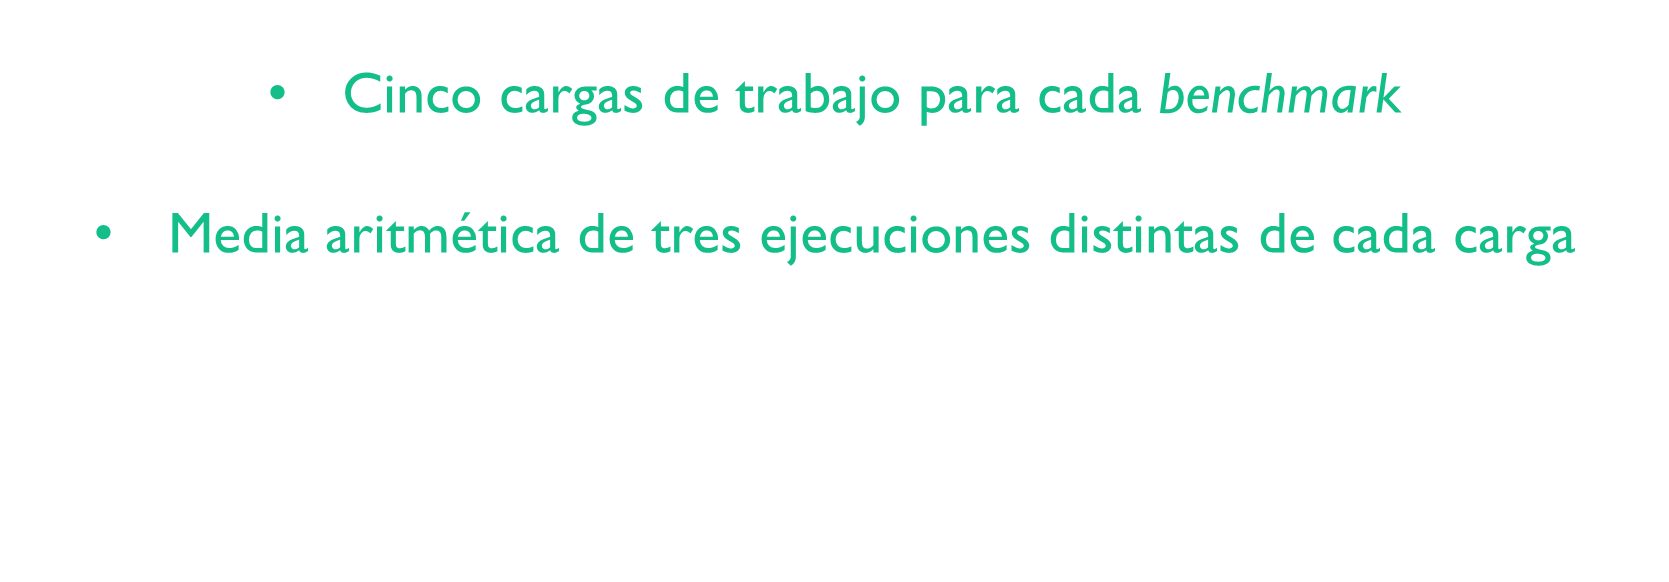 • Cinco cargas de trabajo para cada benchmark
• Media aritmética de tres ejecuciones distintas de cada carga